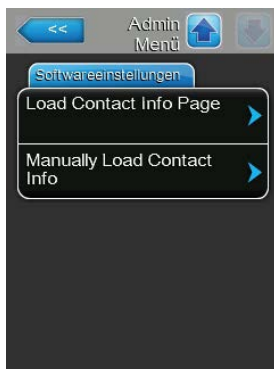 <<
Admin
Menü
Softwareeinstellungen
Load Contact Info Page
Manually Load Contact
Info